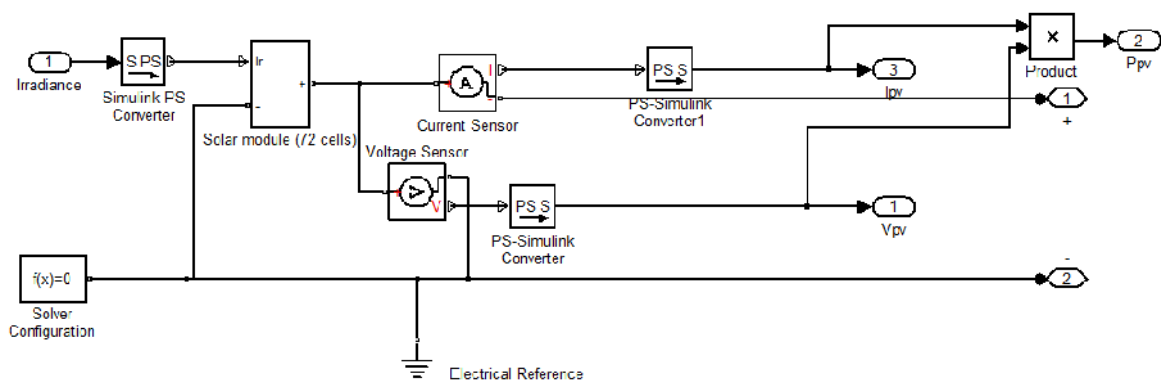 1
Irradiance
S PS
Simulink-PS
Converter
Ir
+
-
Solar module (72 cells)
I
A
-
Current Sensor
PS S
PS-Simulink
Converter1
×
Product
2
Ppv
3
Ipv
1
+
Voltage Sensor
V
V
PS S
PS-Simulink
Converter
1
Vpv
-
2
f(x)=0
Solver
Configuration
Electrical Reference